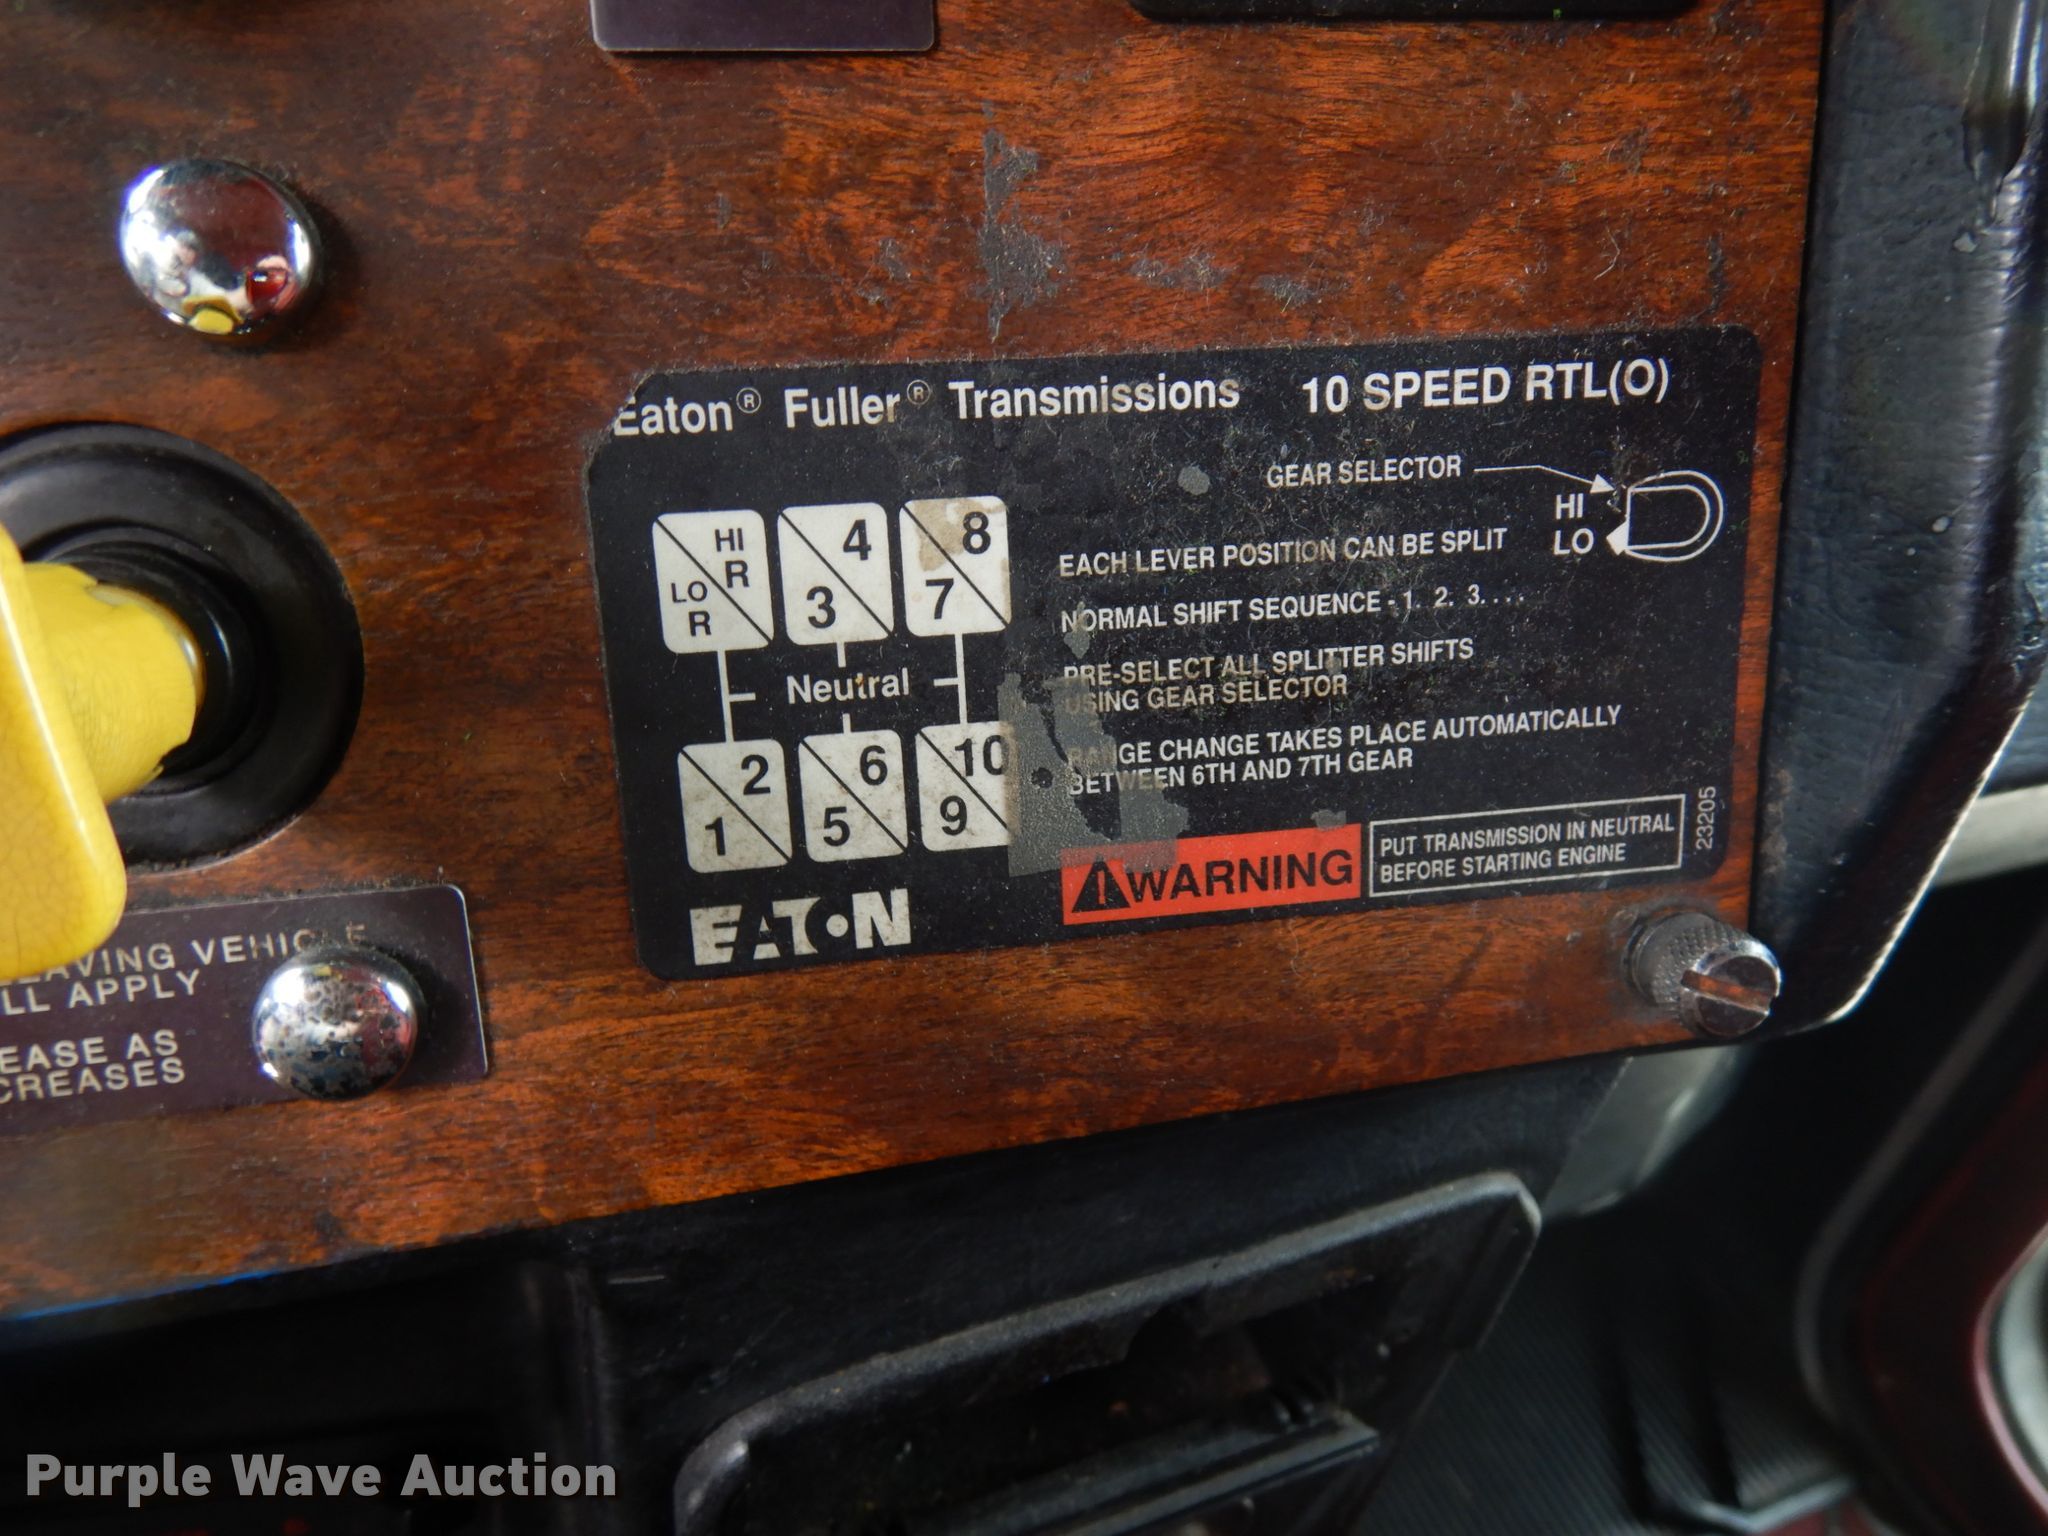 Eaton® Fuller® Transmissions 10 SPEED RTL(O)
GEAR SELECTOR
HI
LO
HI
R
LO
R
4
3
8
7
Neutral
2
1
6
5
10
9
EACH LEVER POSITION CAN BE SPLIT
NORMAL SHIFT SEQUENCE - 1. 2. 3. . . .
PRE-SELECT ALL SPLITTER SHIFTS
USING GEAR SELECTOR
RANGE CHANGE TAKES PLACE AUTOMATICALLY
BETWEEN 6TH AND 7TH GEAR
WARNING
PUT TRANSMISSION IN NEUTRAL
BEFORE STARTING ENGINE
23205
EATON
LEAVING VEHICLE
APPLY
AS
Purple Wave Auction